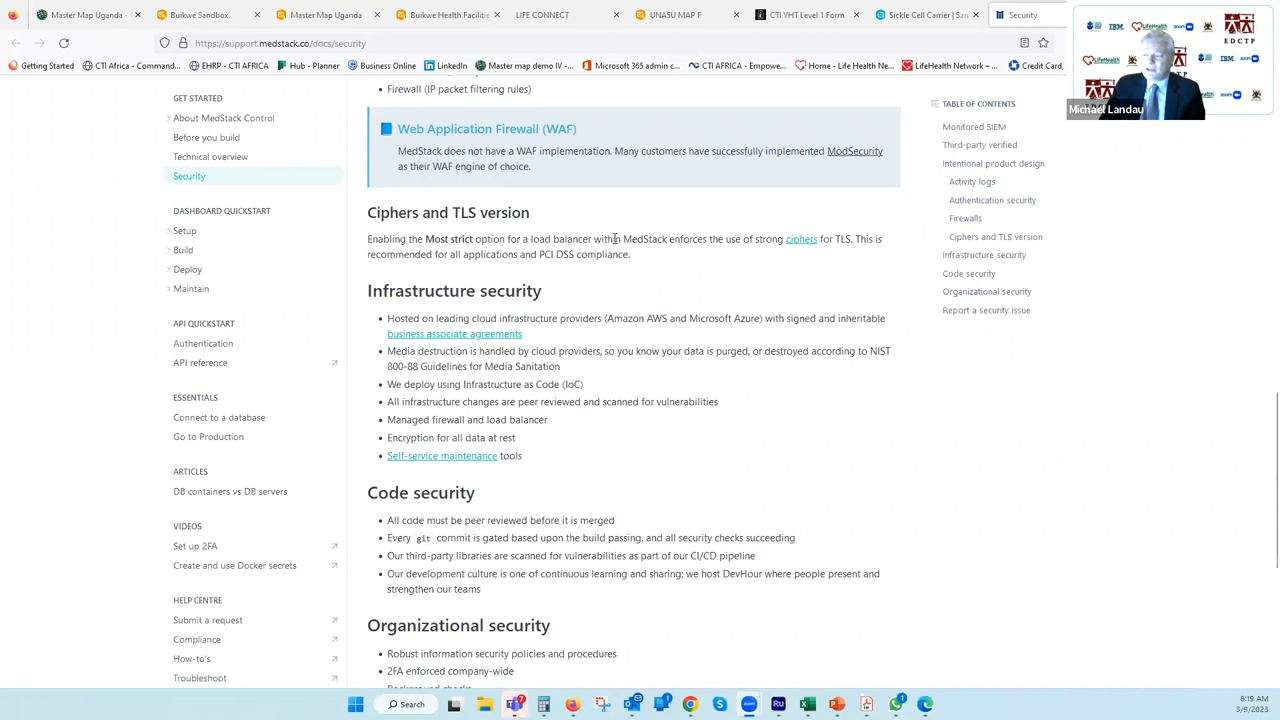 Master Map Uganda
Buikwe Sandbox
Master Map Uganda
Buikwe Health Facilit
LIFE CONNECT
UNASU MAP F
CTI VHT Level 1 Form
Sickle Cell Carrier | San
Security
https://support.medstack.co/docs/security
Getting Started
CTI Africa - Comman...
EHRP - CTI AFRICA
Hub - Planner
Business Online
LinkedIn
Master Sp demo IV -...
Microsoft 365 admin c...
CTI AFRICA - Empowe...
Home - Life Health Ne...
LifeHealth Network –...
Credit Card,
IBM
LifeHealth
zoom
EDCTP
Michael Landau
GET STARTED
About MedStack Control
Before you build
Technical overview
Security
DASHBOARD QUICKSTART
Setup
Build
Deploy
Maintain
API QUICKSTART
Authentication
API reference
ESSENTIALS
Connect to a database
Go to Production
ARTICLES
DB containers vs DB servers
VIDEOS
Set up 2FA
Create and use Docker secrets
HELP CENTRE
Submit a request
Compliance
How-to's
Troubleshoot
(IP packet filtering rules)
Web Application Firewall (WAF)
MedStack does not have a WAF implementation. Many customers have successfully implemented ModSecurity
as their WAF engine of choice.
Ciphers and TLS version
Enabling the Most strict option for a load balancer within MedStack enforces the use of strong ciphers for TLS. This is
recommended for all applications and PCI DSS compliance.
Infrastructure security
• Hosted on leading cloud infrastructure providers (Amazon AWS and Microsoft Azure) with signed and inheritable
business associate agreements
• Media destruction is handled by cloud providers, so you know your data is purged, or destroyed according to NIST
800-88 Guidelines for Media Sanitation
• We deploy using Infrastructure as Code (IoC)
• All infrastructure changes are peer reviewed and scanned for vulnerabilities
• Managed firewall and load balancer
• Encryption for all data at rest
• Self-service maintenance tools
Code security
• All code must be peer reviewed before it is merged
• Every git commit is gated based upon the build passing, and all security checks succeeding
• Our third-party libraries are scanned for vulnerabilities as part of our CI/CD pipeline
• Our development culture is one of continuous learning and sharing; we host DevHour where people present and
strengthen our teams
Organizational security
• Robust information security policies and procedures
• 2FA enforced company-wide
TABLE OF CONTENTS
Monitored SIEM
Third-party verified
Intentional product design
Activity logs
Authentication security
Firewalls
Ciphers and TLS version
Infrastructure security
Code security
Organizational security
Report a security issue
Search
8:19 AM
3/9/2023